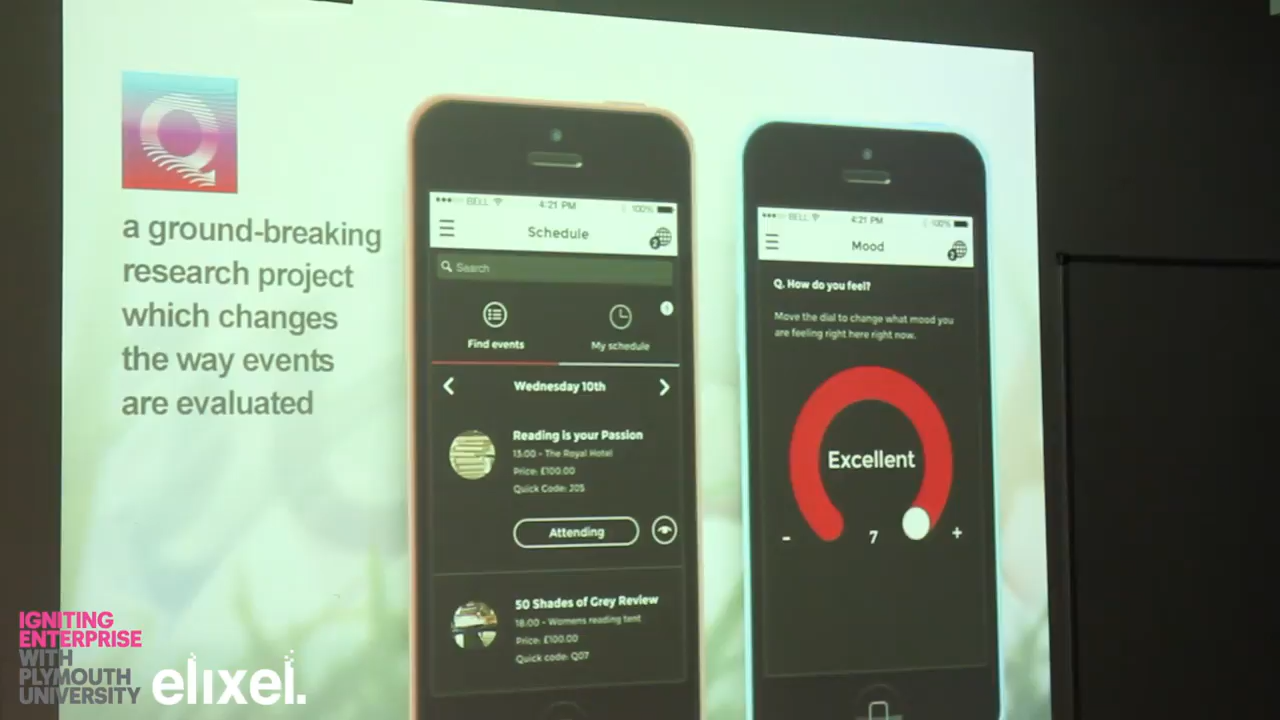 Q
a ground-breaking
research project
which changes
the way events
are evaluated
BELL 4:21 PM 100%
Schedule
2
Search
Find events
My schedule
Wednesday 10th
Reading is your Passion
13:00 - The Royal Hotel
Price: £100.00
Quick Code: J05
Attending
50 Shades of Grey Review
18:00 - Womens reading tent
Price: £100.00
Quick code: Q07
BELL 4:21 PM 100%
Mood
2
Q. How do you feel?
Move the dial to change what mood you
are feeling right here right now.
Excellent
- 7 +
IGNITING
ENTERPRISE
WITH
PLYMOUTH
UNIVERSITY
elixel.